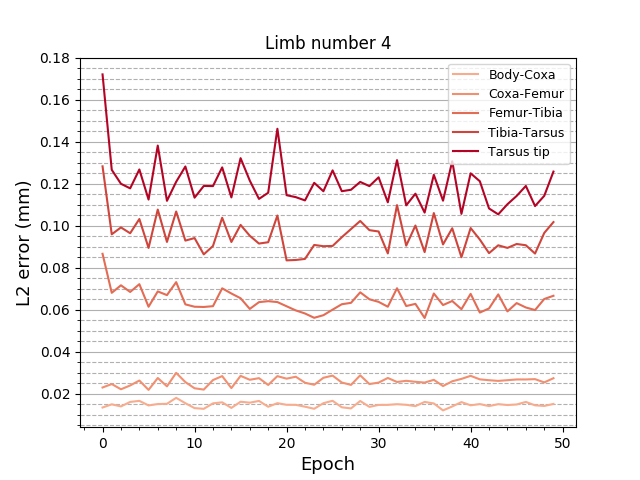 Limb number 4
L2 error (mm)
0.18
0.16
0.14
0.12
0.10
0.08
0.06
0.04
0.02
Body-Coxa
Coxa-Femur
Femur-Tibia
Tibia-Tarsus
Tarsus tip
0 10 20 30 40 50
Epoch